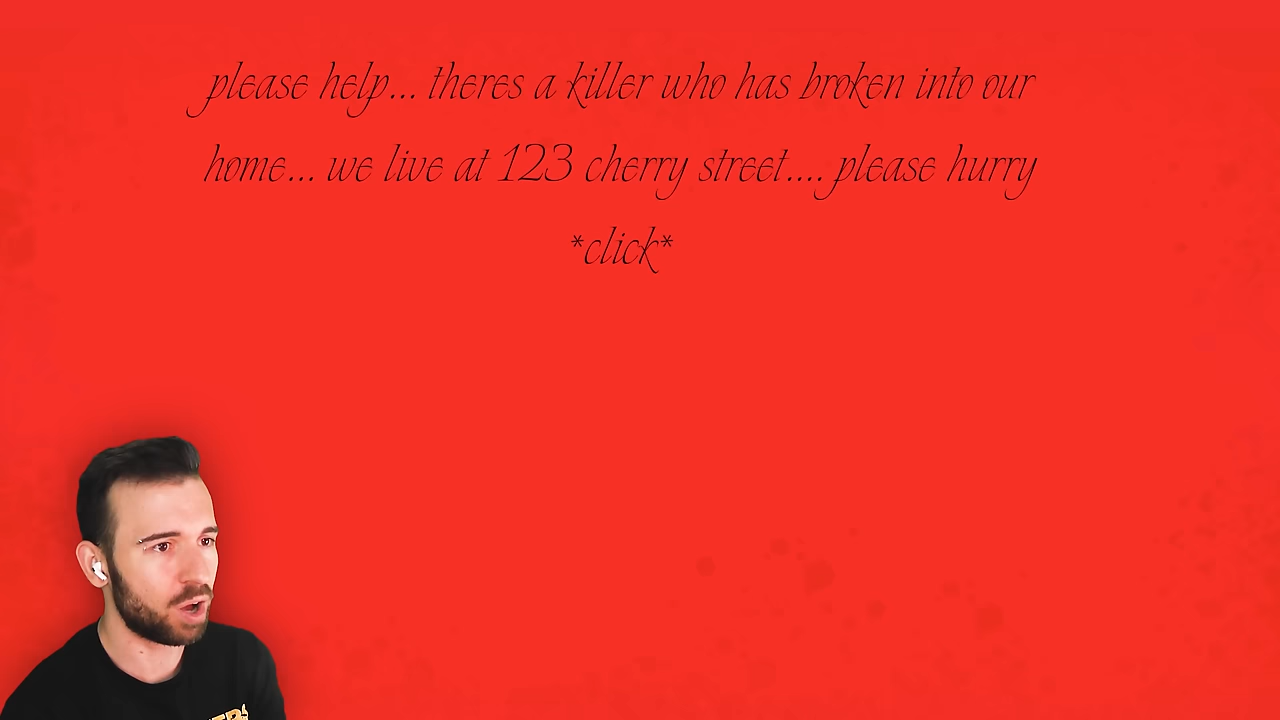 please help... theres a killer who has broken into our
home... we live at 123 cherry street.... please hurry
*click*